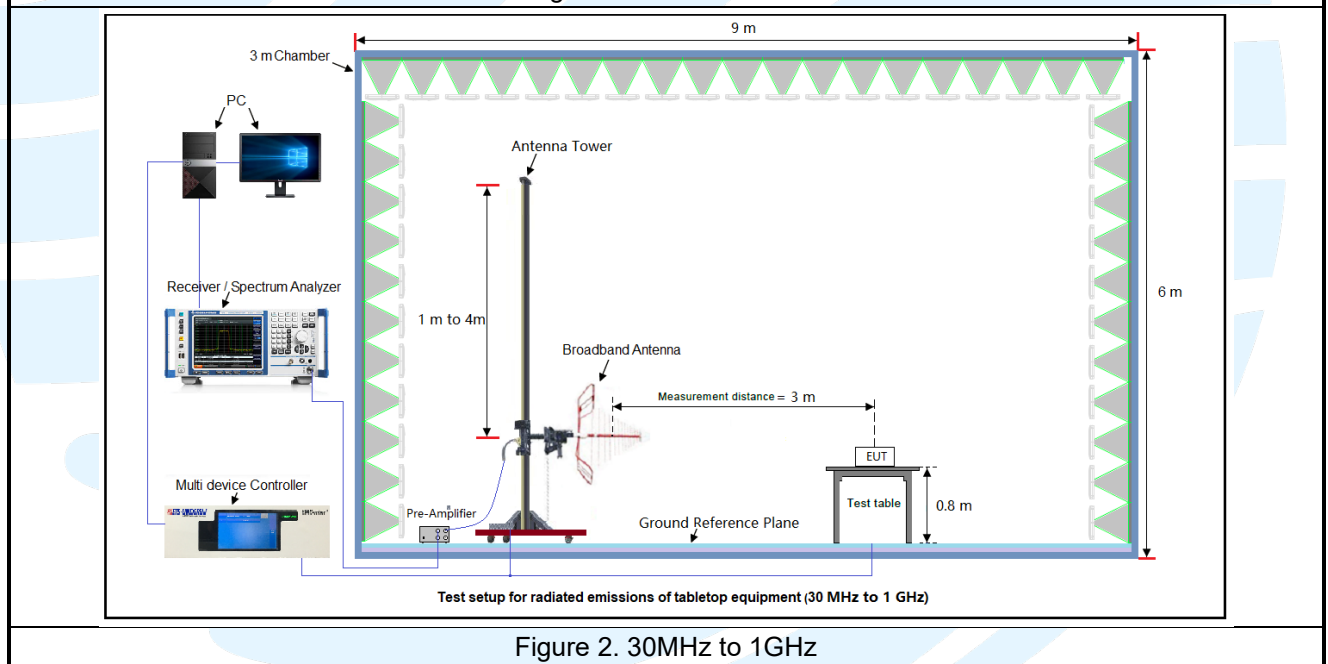 9 m
3 m Chamber
PC
Antenna Tower
Receiver / Spectrum Analyzer
6 m
1 m to 4m
Broadband Antenna
Measurement distance = 3 m
EUT
Multi device Controller
Pre-Amplifier
Test table
0.8 m
Ground Reference Plane
Test setup for radiated emissions of tabletop equipment (30 MHz to 1 GHz)
Figure 2. 30MHz to 1GHz